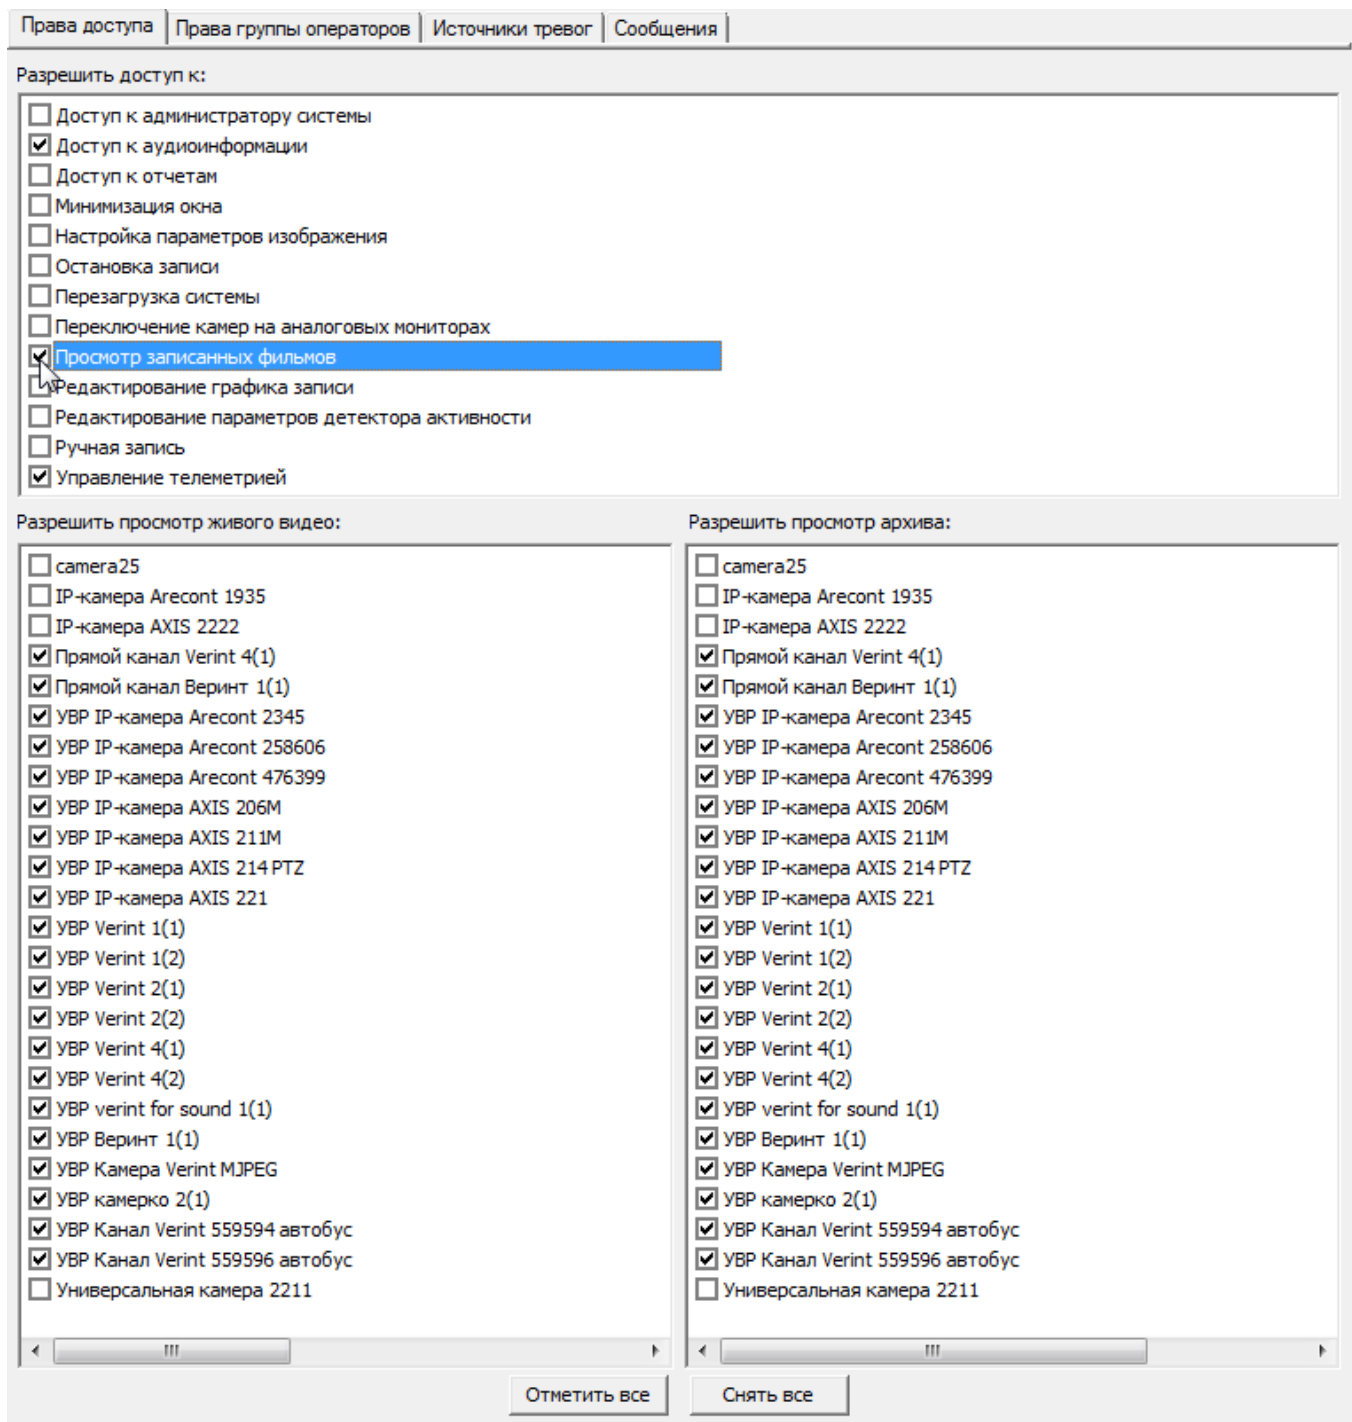 Права доступа
Права группы операторов
Источники тревог
Сообщения
Разрешить доступ к:
Доступ к администратору системы
Доступ к аудиоинформации
Доступ к отчетам
Минимизация окна
Настройка параметров изображения
Остановка записи
Перезагрузка системы
Переключение камер на аналоговых мониторах
Просмотр записанных фильмов
Редактирование графика записи
Редактирование параметров детектора активности
Ручная запись
Управление телеметрией
Разрешить просмотр живого видео:
camera25
IP-камера Arecont 1935
IP-камера AXIS 2222
Прямой канал Verint 4(1)
Прямой канал Веринт 1(1)
УВР IP-камера Arecont 2345
УВР IP-камера Arecont 258606
УВР IP-камера Arecont 476399
УВР IP-камера AXIS 206M
УВР IP-камера AXIS 211M
УВР IP-камера AXIS 214 PTZ
УВР IP-камера AXIS 221
УВР Verint 1(1)
УВР Verint 1(2)
УВР Verint 2(1)
УВР Verint 2(2)
УВР Verint 4(1)
УВР Verint 4(2)
УВР verint for sound 1(1)
УВР Веринт 1(1)
УВР Камера Verint MJPEG
УВР камерко 2(1)
УВР Канал Verint 559594 автобус
УВР Канал Verint 559596 автобус
Универсальная камера 2211
Разрешить просмотр архива:
camera25
IP-камера Arecont 1935
IP-камера AXIS 2222
Прямой канал Verint 4(1)
Прямой канал Веринт 1(1)
УВР IP-камера Arecont 2345
УВР IP-камера Arecont 258606
УВР IP-камера Arecont 476399
УВР IP-камера AXIS 206M
УВР IP-камера AXIS 211M
УВР IP-камера AXIS 214 PTZ
УВР IP-камера AXIS 221
УВР Verint 1(1)
УВР Verint 1(2)
УВР Verint 2(1)
УВР Verint 2(2)
УВР Verint 4(1)
УВР Verint 4(2)
УВР verint for sound 1(1)
УВР Веринт 1(1)
УВР Камера Verint MJPEG
УВР камерко 2(1)
УВР Канал Verint 559594 автобус
УВР Канал Verint 559596 автобус
Универсальная камера 2211
Отметить все
Снять все